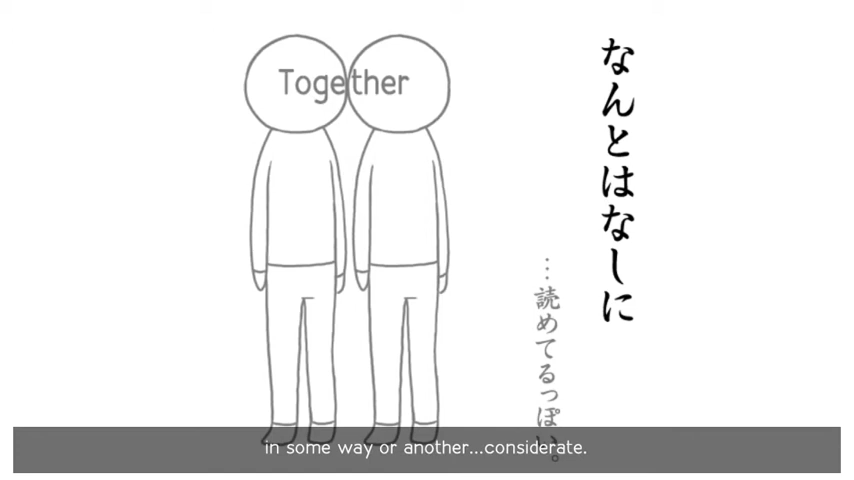 Together
なんとはなしに
…読めてるっぽい。
in some way or another...considerate.